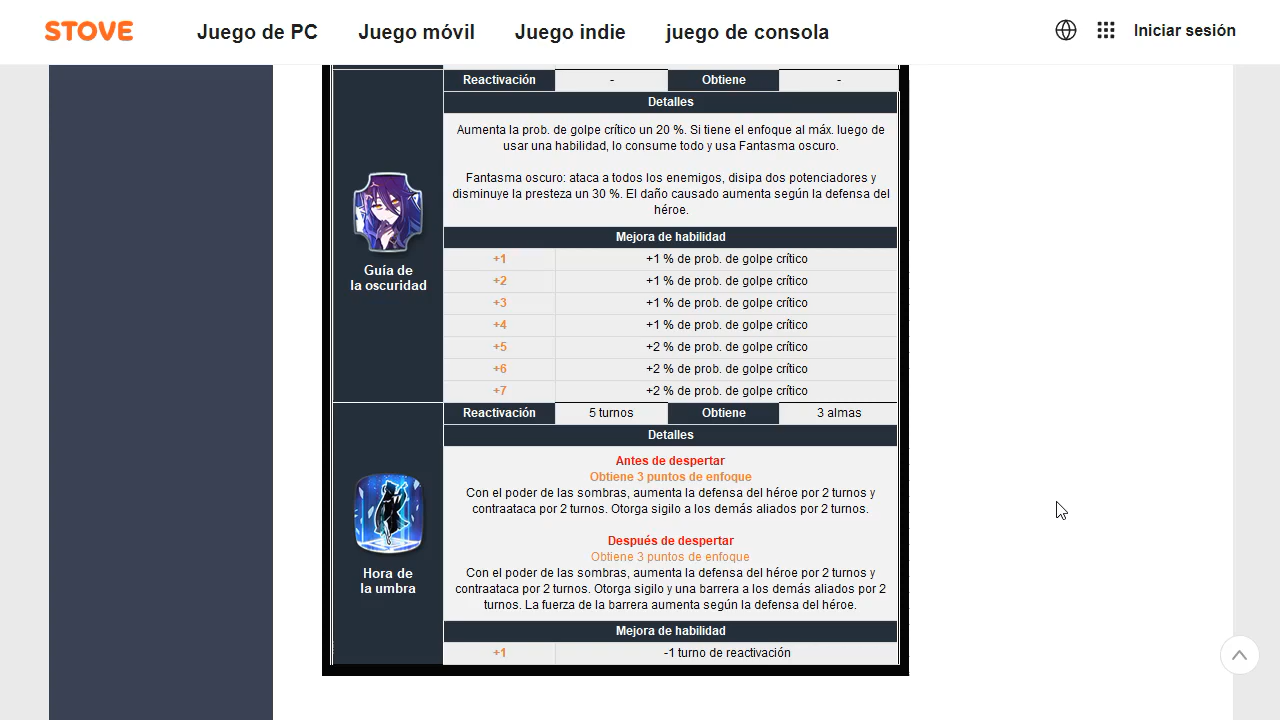 STOVE Juego de PC Juego móvil Juego indie juego de consola Iniciar sesión
Reactivación - Obtiene -
Detalles
Aumenta la prob. de golpe crítico un 20 %. Si tiene el enfoque al máx. luego de
usar una habilidad, lo consume todo y usa Fantasma oscuro.
Fantasma oscuro: ataca a todos los enemigos, disipa dos potenciadores y
disminuye la presteza un 30 %. El daño causado aumenta según la defensa del
héroe.
Guía de
la oscuridad
Mejora de habilidad
+1 +1 % de prob. de golpe crítico
+2 +1 % de prob. de golpe crítico
+3 +1 % de prob. de golpe crítico
+4 +1 % de prob. de golpe crítico
+5 +2 % de prob. de golpe crítico
+6 +2 % de prob. de golpe crítico
+7 +2 % de prob. de golpe crítico
Reactivación 5 turnos Obtiene 3 almas
Detalles
Antes de despertar
Obtiene 3 puntos de enfoque
Con el poder de las sombras, aumenta la defensa del héroe por 2 turnos y
contraataca por 2 turnos. Otorga sigilo a los demás aliados por 2 turnos.
Después de despertar
Obtiene 3 puntos de enfoque
Con el poder de las sombras, aumenta la defensa del héroe por 2 turnos y
contraataca por 2 turnos. Otorga sigilo y una barrera a los demás aliados por 2
turnos. La fuerza de la barrera aumenta según la defensa del héroe.
Hora de
la umbra
Mejora de habilidad
+1 -1 turno de reactivación